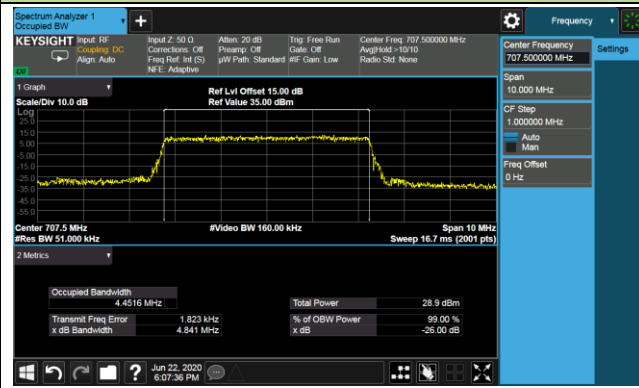 Spectrum Analyzer 1
Occupied BW
Frequency
KEYSIGHT
Input: RF
Coupling: DC
Align: Auto
Input Z: 50 Ω
Corrections: Off
Freq Ref: Int (S)
NFE: Adaptive
Atten: 20 dB
Preamp: Off
µW Path: Standard
Trig: Free Run
Gate: Off
#IF Gain: Low
Center Freq: 707.500000 MHz
Avg|Hold:>10/10
Radio Std: None
Center Frequency
707.500000 MHz
Settings
Span
10.000 MHz
CF Step
1.000000 MHz
Auto
Man
Freq Offset
0 Hz
1 Graph
Scale/Div 10.0 dB
Ref Lvl Offset 15.00 dB
Ref Value 35.00 dBm
Log
25.0
15.0
5.00
-5.00
-15.0
-25.0
-35.0
-45.0
-55.0
Center 707.5 MHz
#Res BW 51.000 kHz
#Video BW 160.00 kHz
Span 10 MHz
Sweep 16.7 ms (2001 pts)
2 Metrics
Occupied Bandwidth
4.4516 MHz
Total Power 28.9 dBm
Transmit Freq Error 1.823 kHz
% of OBW Power 99.00 %
x dB Bandwidth 4.841 MHz
x dB -26.00 dB
?
Jun 22, 2020
6:07:36 PM